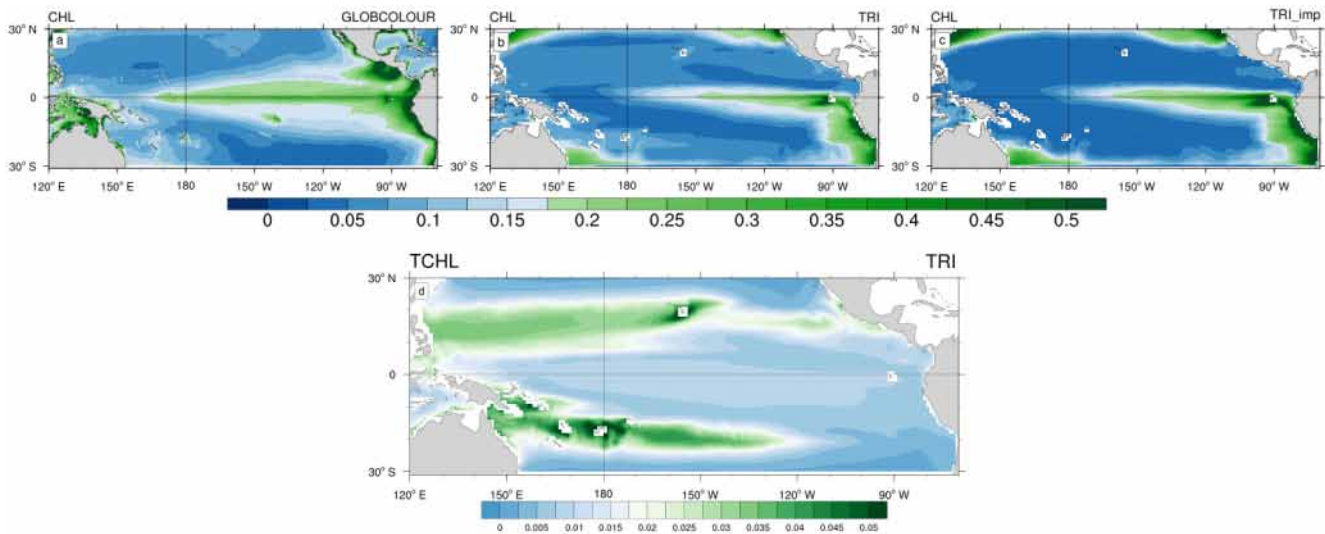 CHL GLOBCOLOUR CHL TRI CHL TRI_imp
30° N a b c
0
30° S
120° E 150° E 180 150° W 120° W 90° W
30° N
0
30° S
120° E 150° E 180 150° W 120° W 90° W
30° N
0
30° S
120° E 150° E 180 150° W 120° W 90° W
0 0.05 0.1 0.15 0.2 0.25 0.3 0.35 0.4 0.45 0.5
TCHL TRI
30° N d
0
30° S
120° E 150° E 180 150° W 120° W 90° W
0 0.005 0.01 0.015 0.02 0.025 0.03 0.035 0.04 0.045 0.05